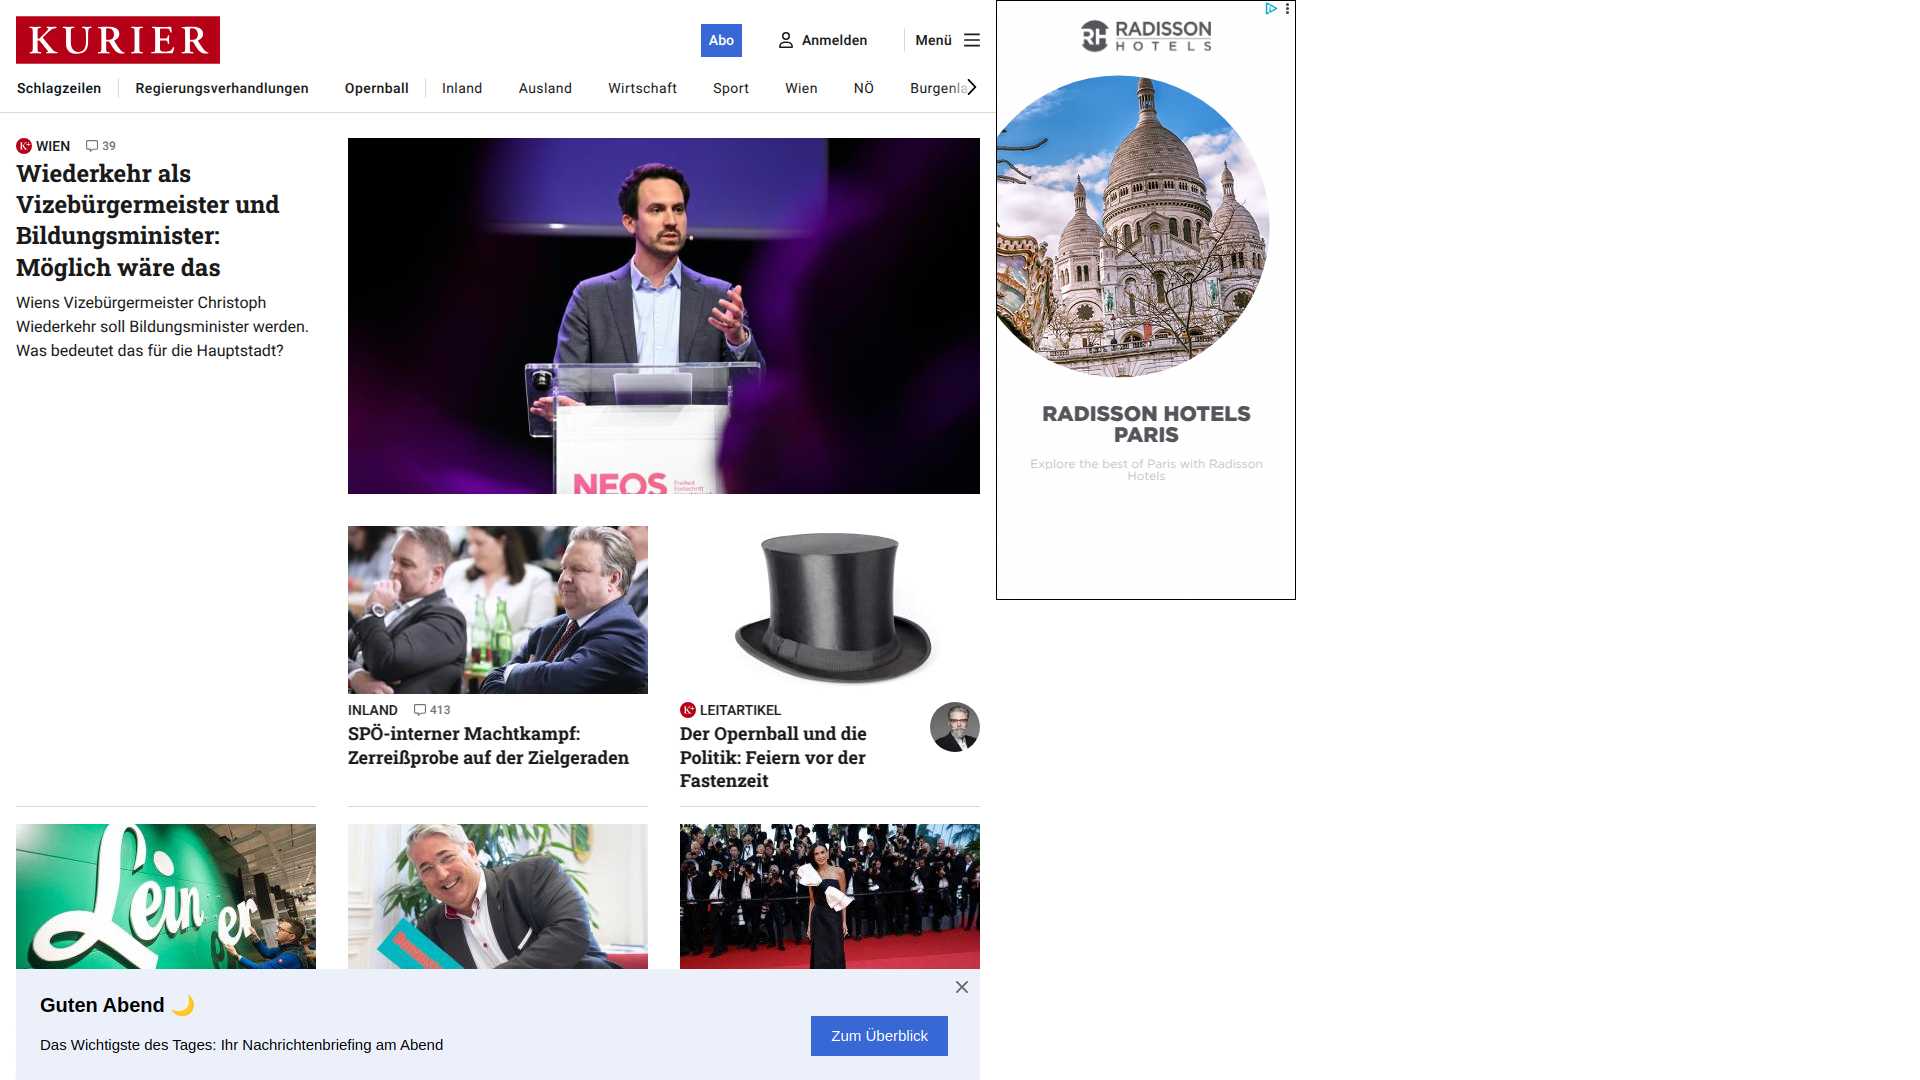 KURIER
Abo
Anmelden
Menü
Schlagzeilen
Regierungsverhandlungen
Opernball
Inland
Ausland
Wirtschaft
Sport
Wien
NÖ
Burgenla
WIEN 39
Wiederkehr als
Vizebürgermeister und
Bildungsminister:
Möglich wäre das
Wiens Vizebürgermeister Christoph
Wiederkehr soll Bildungsminister werden.
Was bedeutet das für die Hauptstadt?
NEOS
INLAND 413
SPÖ-interner Machtkampf:
Zerreißprobe auf der Zielgeraden
LEITARTIKEL
Der Opernball und die
Politik: Feiern vor der
Fastenzeit
Leiner
Guten Abend
Das Wichtigste des Tages: Ihr Nachrichtenbriefing am Abend
Zum Überblick
RH RADISSON
HOTELS
RADISSON HOTELS
PARIS
Explore the best of Paris with Radisson
Hotels